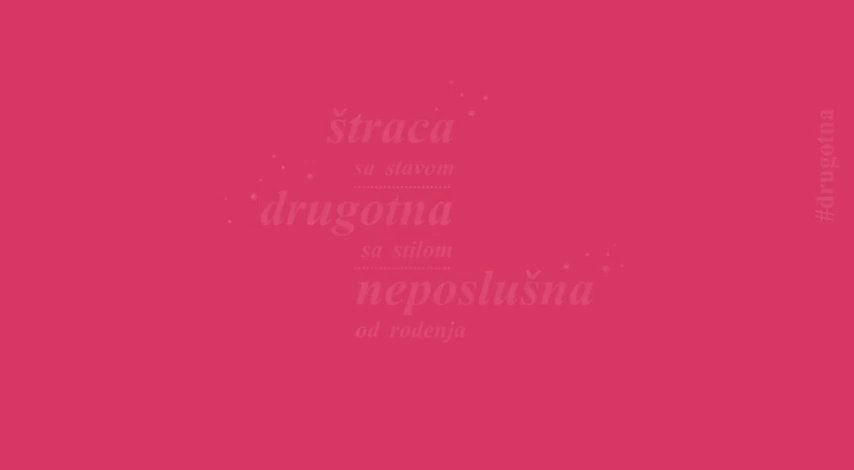 štraca
sa stavom
drugotna
sa stilom
neposlušna
od rođenja
#drugotna